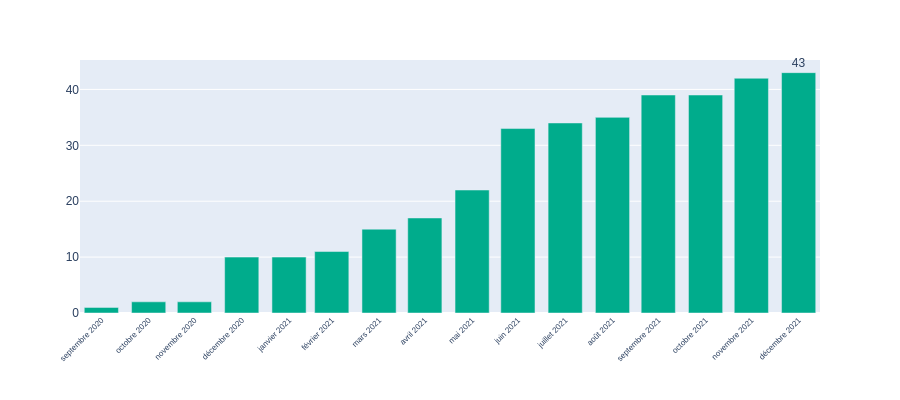 43
40
30
20
10
0
septembre 2020
octobre 2020
novembre 2020
décembre 2020
janvier 2021
février 2021
mars 2021
avril 2021
mai 2021
juin 2021
juillet 2021
août 2021
septembre 2021
octobre 2021
novembre 2021
décembre 2021